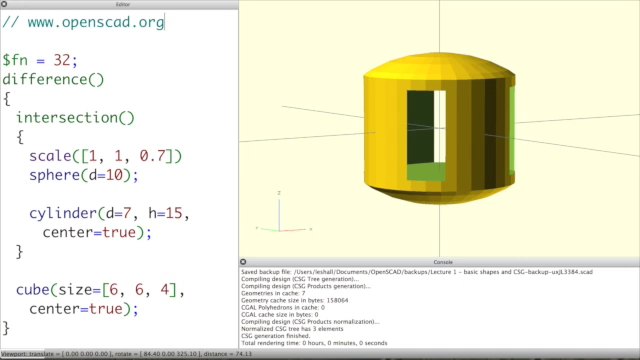 Editor
// www.openscad.org
$fn = 32;
difference()
{
intersection()
{
scale([1, 1, 0.7])
sphere(d=10);
cylinder(d=7, h=15,
center=true);
}
cube(size=[6, 6, 4],
center=true);
}
Console
Saved backup file: /Users/leshall/Documents/OpenSCAD/backups/Lecture 1 - basic shapes and CSG-backup-uxjL3384.scad
Compiling design (CSG Tree generation)...
Compiling design (CSG Products generation)...
Geometries in cache: 7
Geometry cache size in bytes: 158064
CGAL Polyhedrons in cache: 0
CGAL cache size in bytes: 0
Compiling design (CSG Products normalization)...
Normalized CSG tree has 3 elements
CSG generation finished.
Total rendering time: 0 hours, 0 minutes, 0 seconds
Viewport: translate = [ 0.00 0.00 0.00 ], rotate = [ 84.40 0.00 325.10 ], distance = 74.13